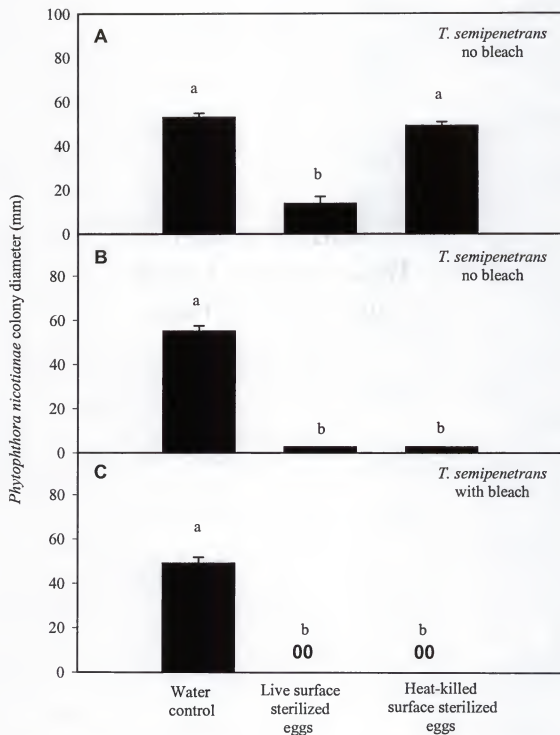 Phytophthora nicotianae colony diameter (mm)
100
80
60
40
20
0
A
T. semipenetrans
no bleach
a
b
a
80
60
40
20
0
B
T. semipenetrans
no bleach
a
b
b
80
60
40
20
0
C
T. semipenetrans
with bleach
a
b
b
00
00
Water
control
Live surface
sterilized
eggs
Heat-killed
surface sterilized
eggs